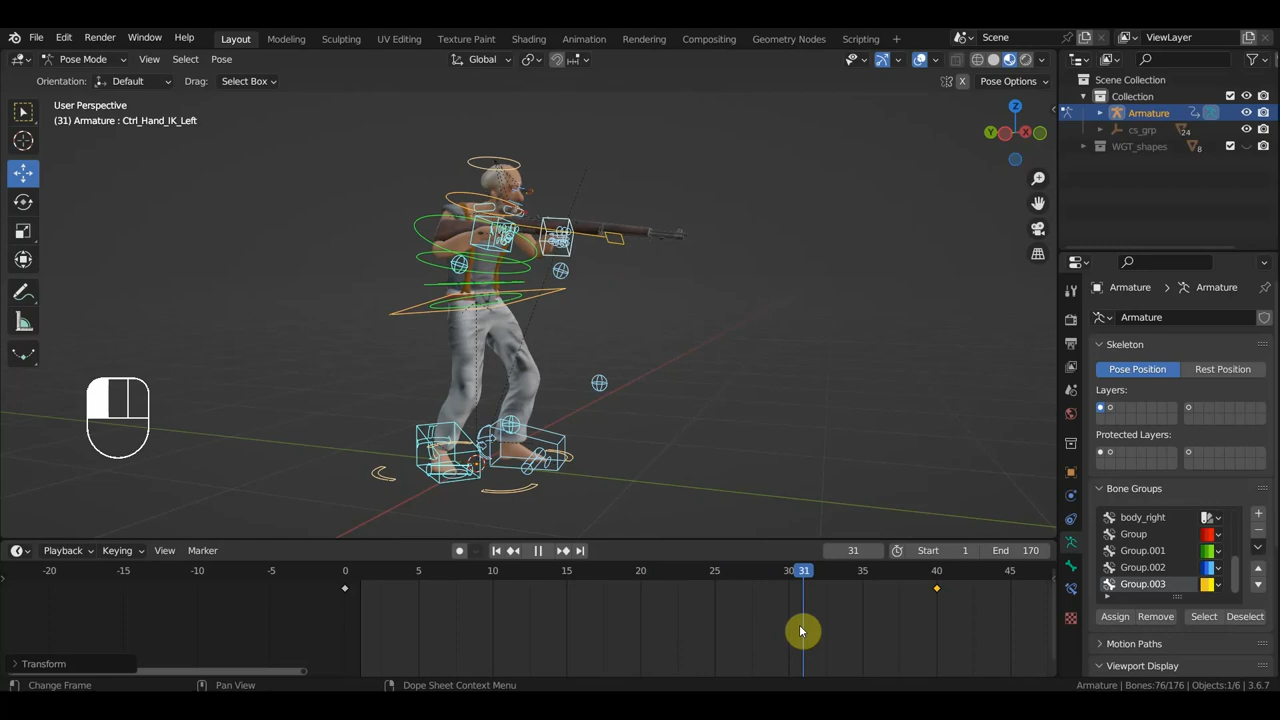 File Edit Render Window Help Layout Modeling Sculpting UV Editing Texture Paint Shading Animation Rendering Compositing Geometry Nodes Scripting + Scene ViewLayer
Pose Mode View Select Pose Global
Orientation: Default Drag: Select Box X Pose Options
User Perspective
(31) Armature : Ctrl_Hand_IK_Left
Z
Y
X
Scene Collection
Collection
Armature
cs_grp 24
WGT_shapes 8
Armature > Armature
Armature
Skeleton
Pose Position Rest Position
Layers:
Protected Layers:
Bone Groups
body_right
Group
Group.001
Group.002
Group.003
Assign Remove Select Deselect
Motion Paths
Viewport Display
Playback Keying View Marker 31 Start 1 End 170
-20 -15 -10 -5 0 5 10 15 20 25 30 31 35 40 45
Transform
Change Frame Pan View Dope Sheet Context Menu Armature | Bones:76/176 | Objects:1/6 | 3.6.7